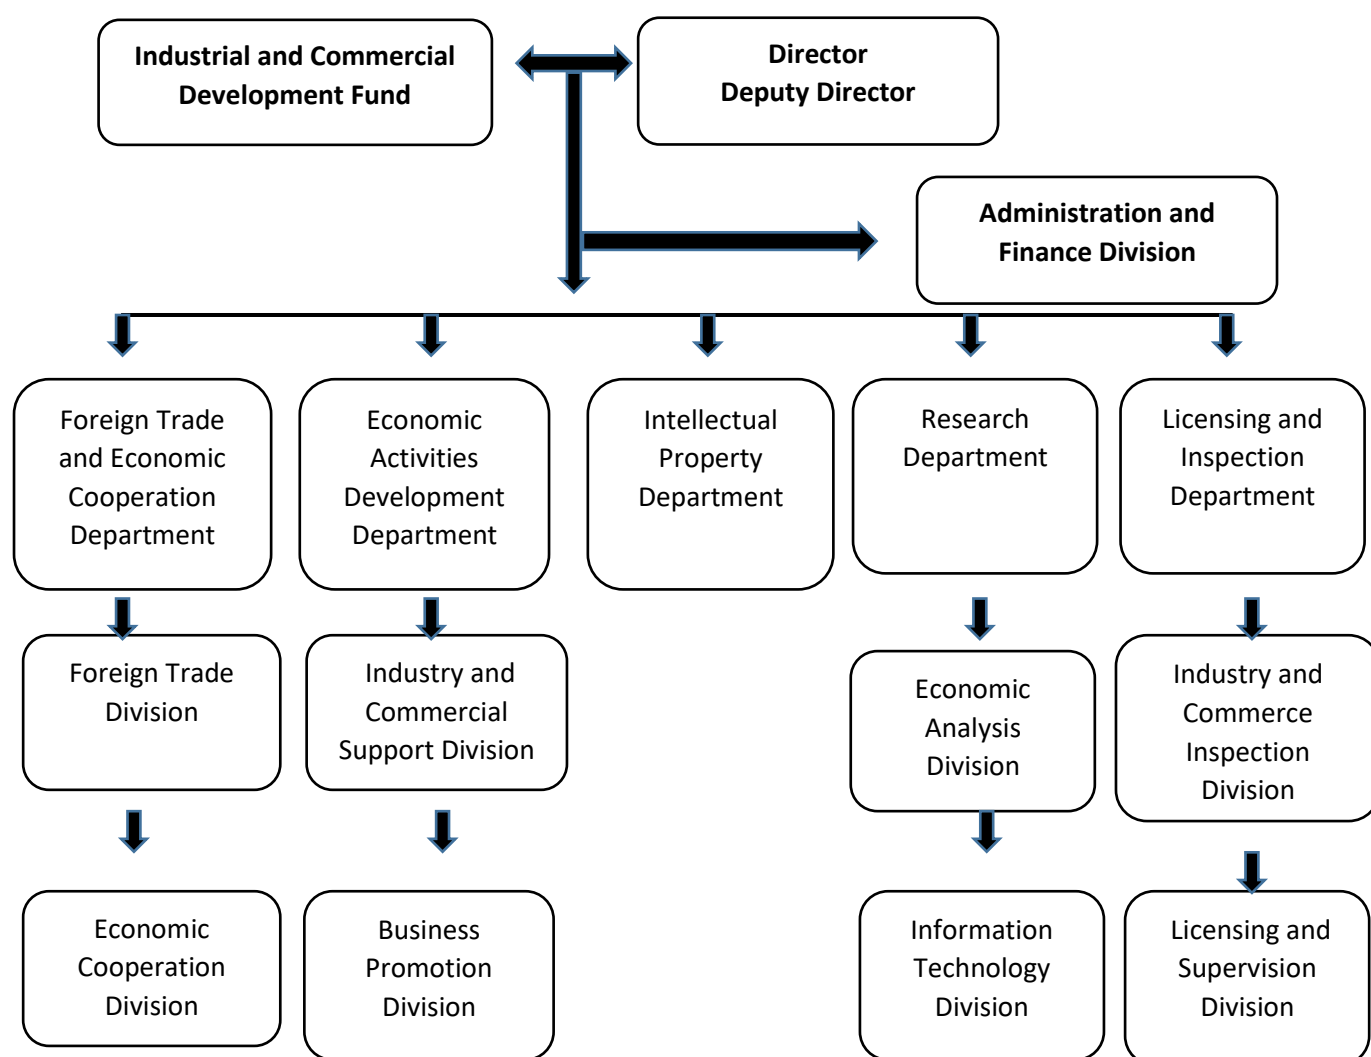 Industrial and Commercial
Development Fund
Director
Deputy Director
Administration and
Finance Division
Foreign Trade
and Economic
Cooperation
Department
Economic
Activities
Development
Department
Intellectual
Property
Department
Research
Department
Licensing and
Inspection
Department
Foreign Trade
Division
Industry and
Commercial
Support Division
Economic
Analysis
Division
Industry and
Commerce
Inspection
Division
Economic
Cooperation
Division
Business
Promotion
Division
Information
Technology
Division
Licensing and
Supervision
Division